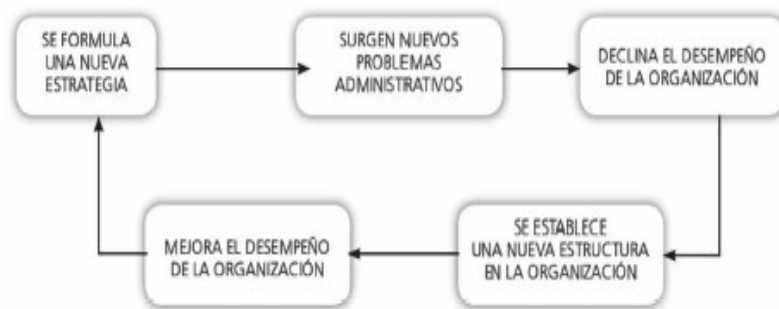 SE FORMULA
UNA NUEVA
ESTRATEGIA
SURGEN NUEVOS
PROBLEMAS
ADMINISTRATIVOS
DECLINA EL DESEMPEÑO
DE LA ORGANIZACIÓN
SE ESTABLECE
UNA NUEVA ESTRUCTURA
EN LA ORGANIZACIÓN
MEJORA EL DESEMPEÑO
DE LA ORGANIZACIÓN